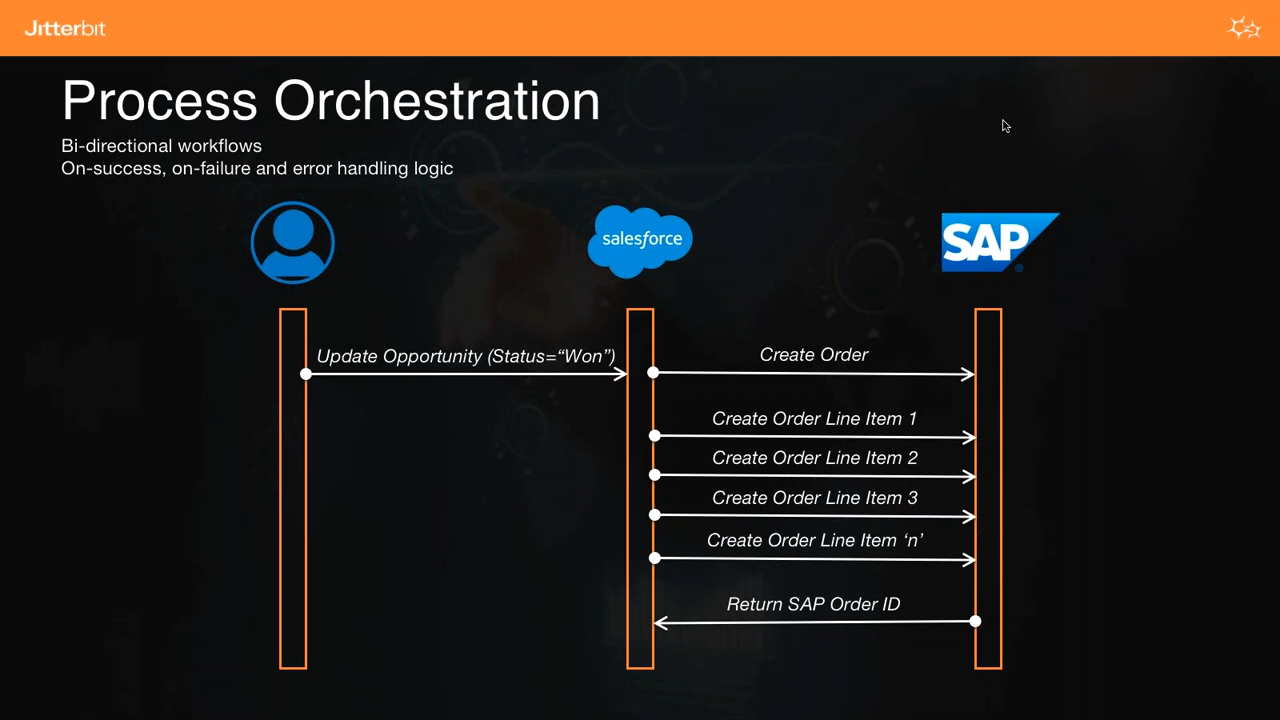 Jitterbit
Process Orchestration
Bi-directional workflows
On-success, on-failure and error handling logic
salesforce
SAP
®
Update Opportunity (Status=“Won”)
Create Order
Create Order Line Item 1
Create Order Line Item 2
Create Order Line Item 3
Create Order Line Item ‘n’
Return SAP Order ID